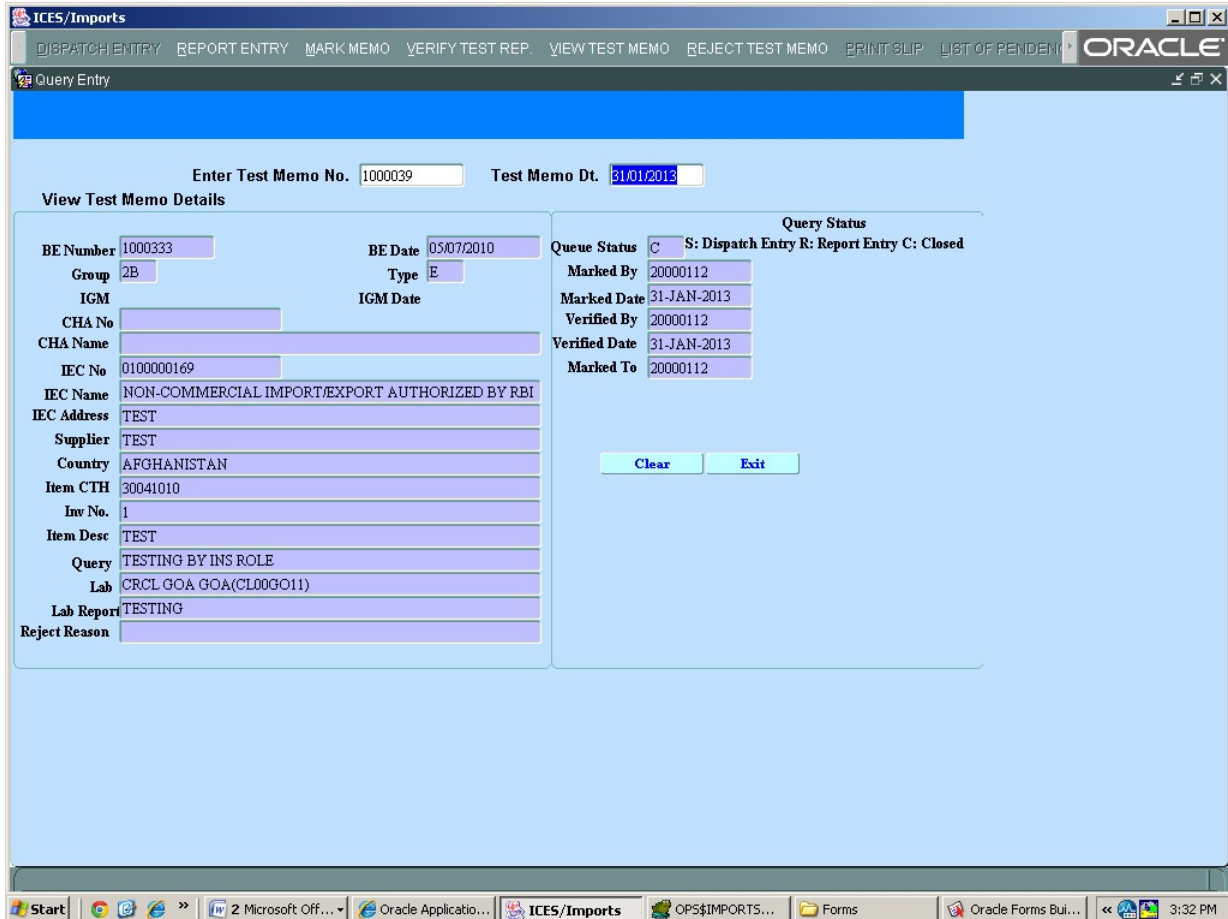 ICES/Imports
DISPATCH ENTRY REPORT ENTRY MARK MEMO VERIFY TEST REP. VIEW TEST MEMO REJECT TEST MEMO PRINT SLIP LIST OF PENDEN ORACLE
Query Entry
Enter Test Memo No. 1000039 Test Memo Dt. 31/01/2013
View Test Memo Details
Query Status
BE Number 1000333 BE Date 05/07/2010 Queue Status C S: Dispatch Entry R: Report Entry C: Closed
Group 2B Type E Marked By 20000112
IGM IGM Date Marked Date 31-JAN-2013
CHA No Verified By 20000112
CHA Name Verified Date 31-JAN-2013
IEC No 0100000169 Marked To 20000112
IEC Name NON-COMMERCIAL IMPORT/EXPORT AUTHORIZED BY RBI
IEC Address TEST
Supplier TEST
Country AFGHANISTAN Clear Exit
Item CTH 30041010
Inv No. 1
Item Desc TEST
Query TESTING BY INS ROLE
Lab CRCL GOA GOA(CL00GO11)
Lab Report TESTING
Reject Reason
Start » 2 Microsoft Off... Oracle Applicatio... ICES/Imports OPS$IMPORTS... Forms Oracle Forms Bui... « 3:32 PM